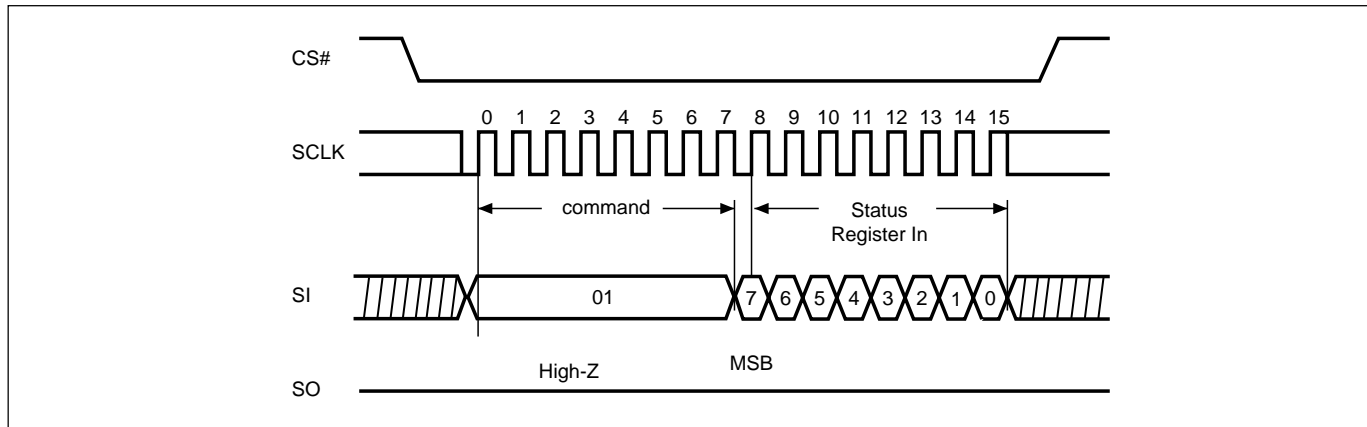 CS#
0 1 2 3 4 5 6 7 8 9 10 11 12 13 14 15
SCLK
command
Status
Register In
SI
01
7 6 5 4 3 2 1 0
High-Z
MSB
SO